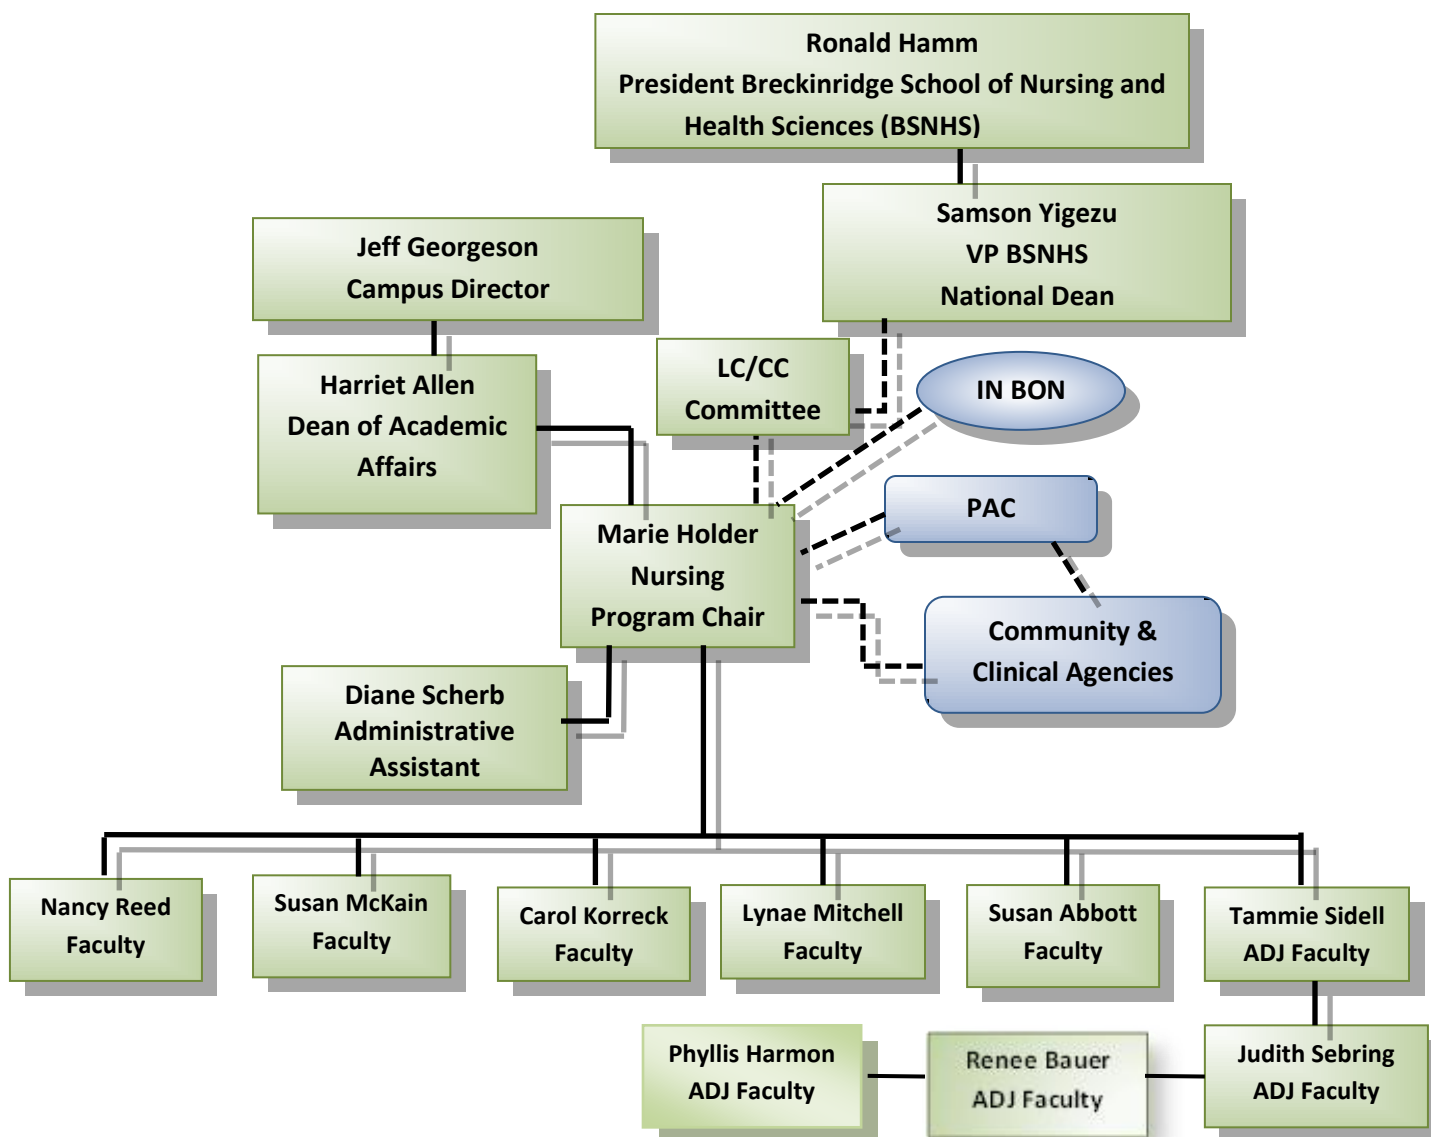 Ronald Hamm
President Breckinridge School of Nursing and
Health Sciences (BSNHS)
Samson Yigezu
VP BSNHS
National Dean
Jeff Georgeson
Campus Director
LC/CC
Committee
IN BON
Harriet Allen
Dean of Academic
Affairs
PAC
Marie Holder
Nursing
Program Chair
Community &
Clinical Agencies
Diane Scherb
Administrative
Assistant
Nancy Reed
Faculty
Susan McKain
Faculty
Carol Korreck
Faculty
Lynae Mitchell
Faculty
Susan Abbott
Faculty
Tammie Sidell
ADJ Faculty
Phyllis Harmon
ADJ Faculty
Renee Bauer
ADJ Faculty
Judith Sebring
ADJ Faculty